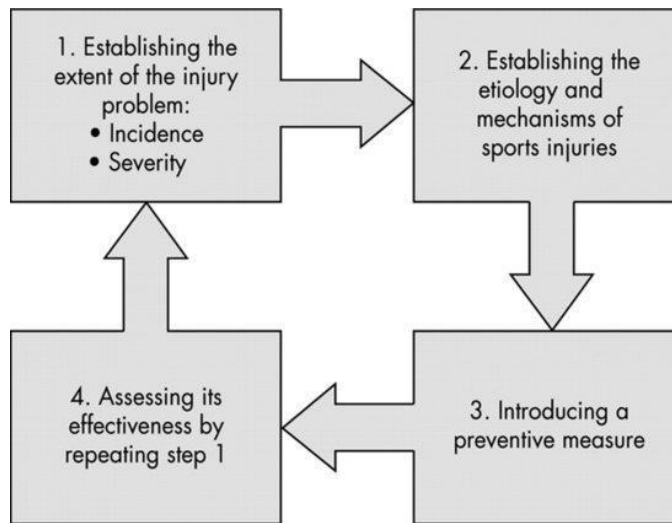 1. Establishing the
extent of the injury
problem:
• Incidence
• Severity
2. Establishing the
etiology and
mechanisms of
sports injuries
3. Introducing a
preventive measure
4. Assessing its
effectiveness by
repeating step 1